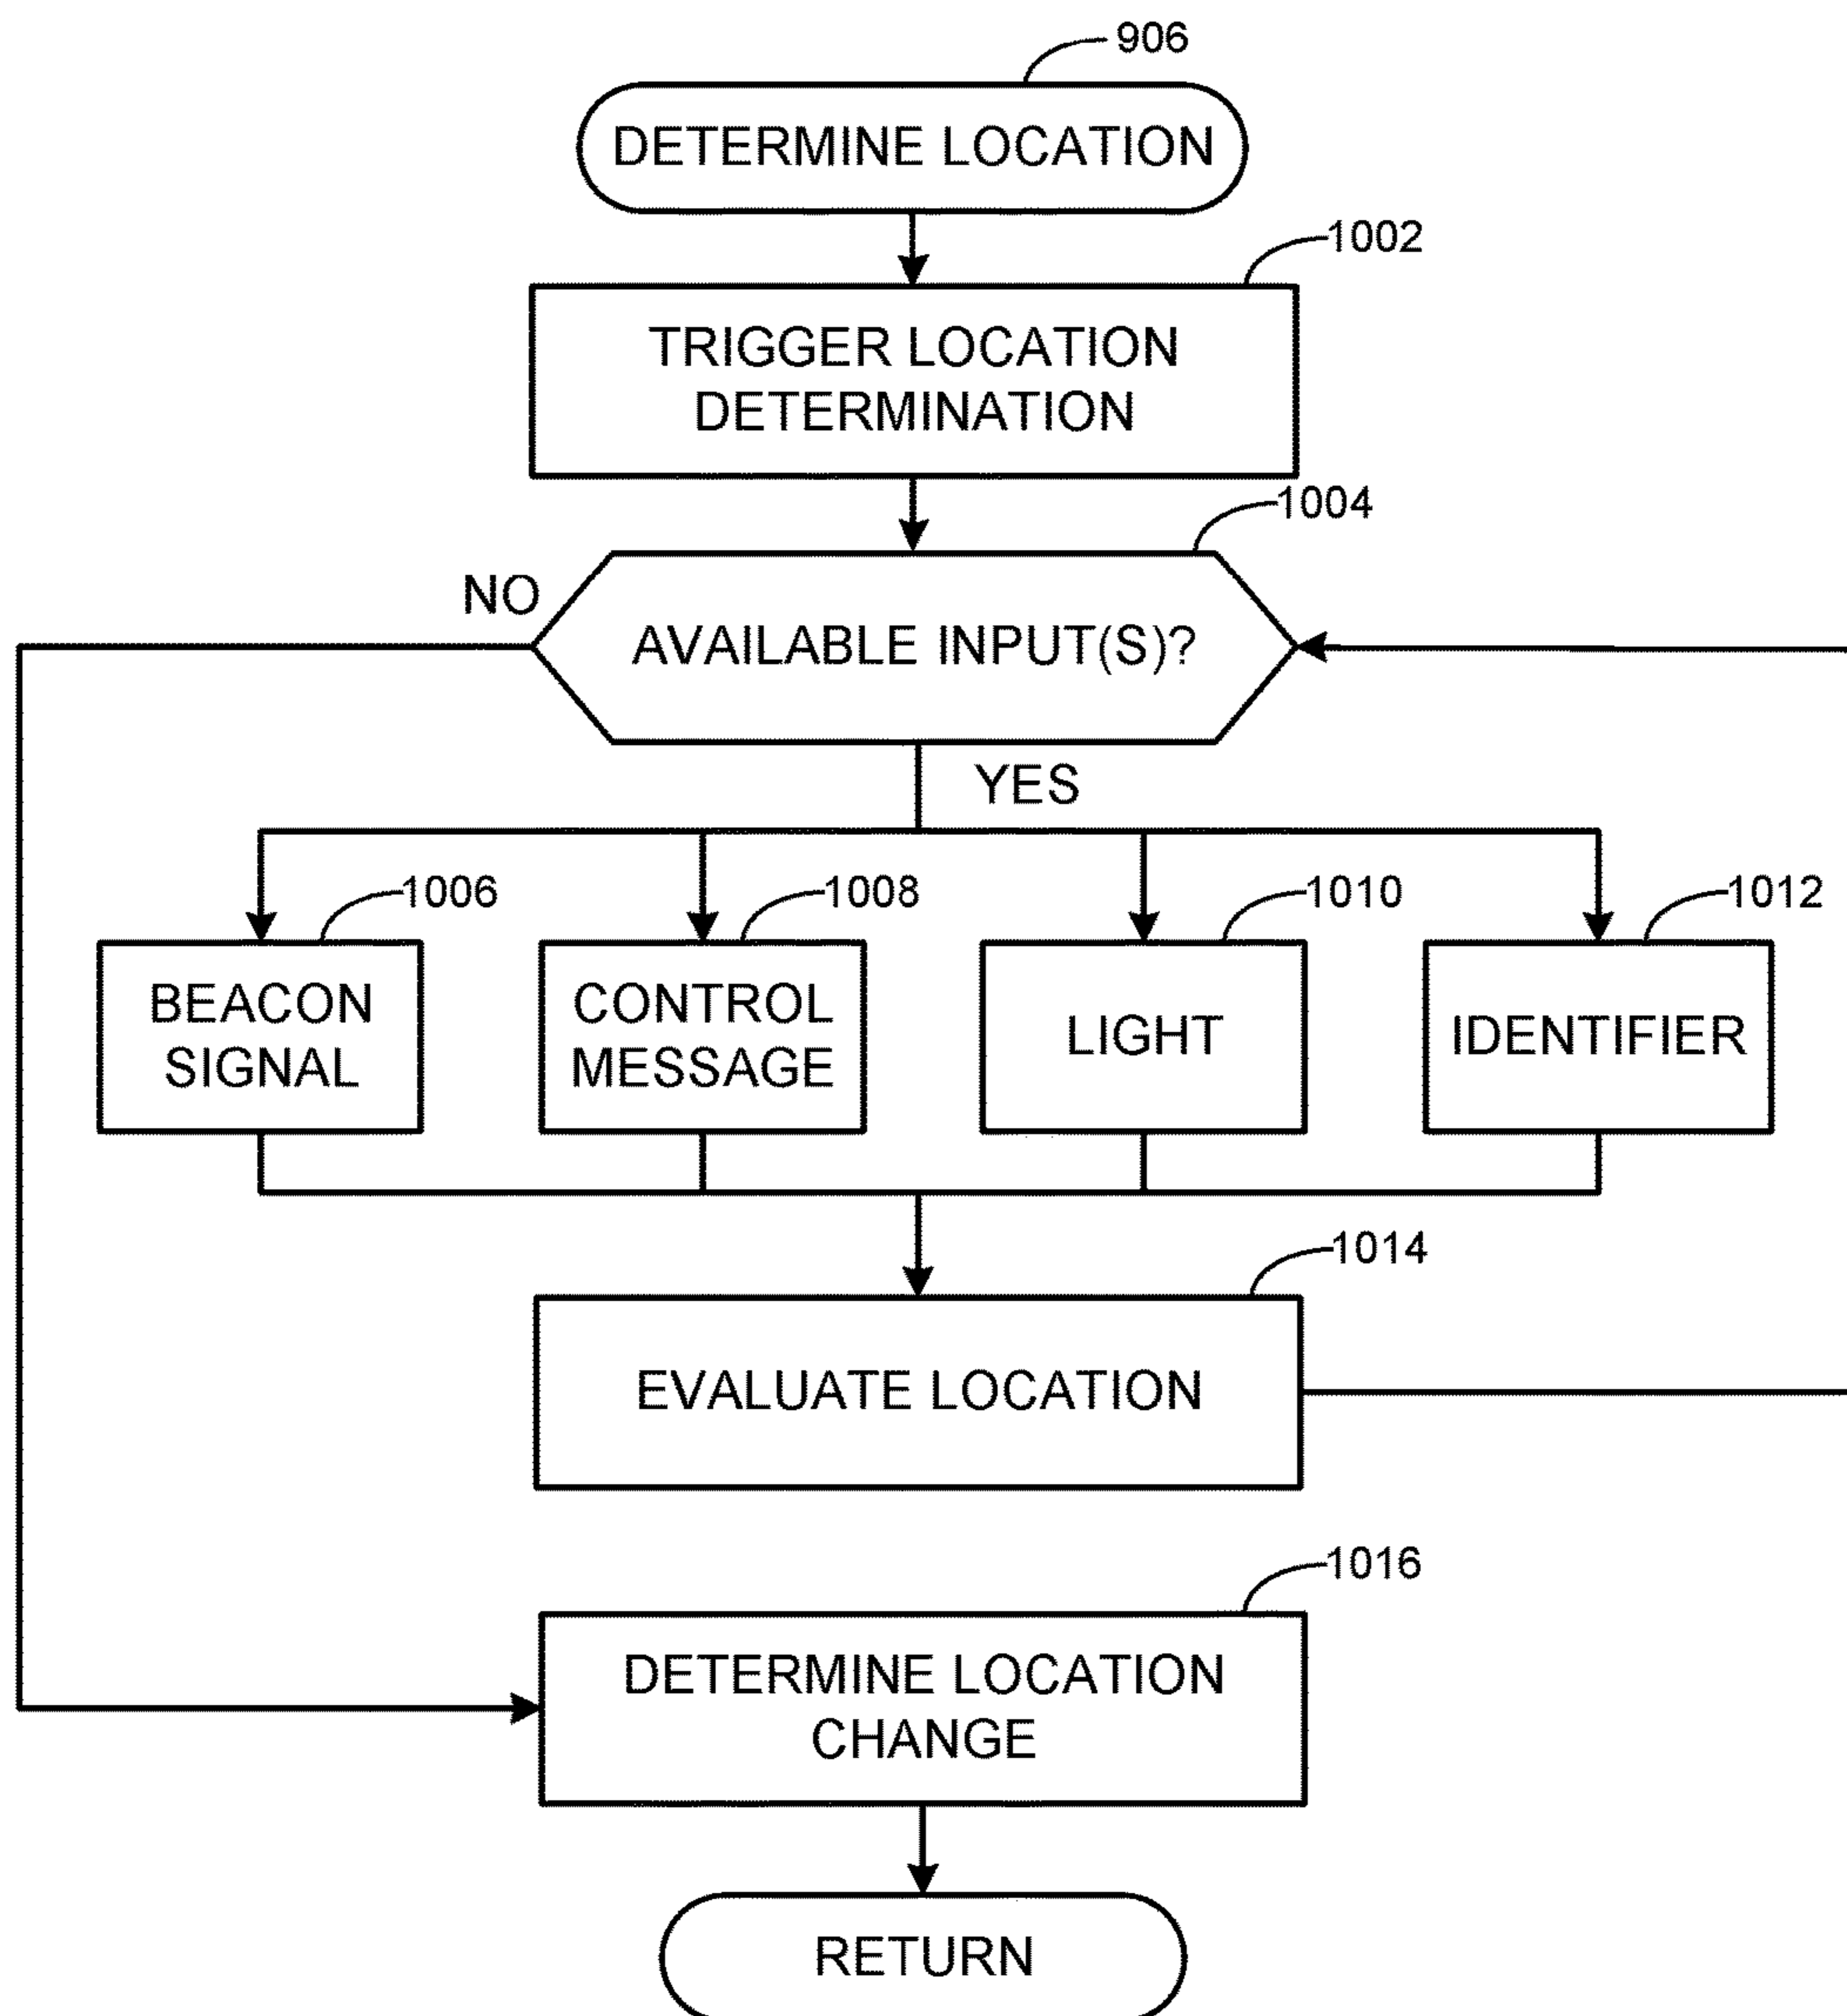 906
DETERMINE LOCATION
1002
TRIGGER LOCATION
DETERMINATION
1004
NO
AVAILABLE INPUT(S)?
YES
1006
1008
1010
1012
BEACON
SIGNAL
CONTROL
MESSAGE
LIGHT
IDENTIFIER
1014
EVALUATE LOCATION
1016
DETERMINE LOCATION
CHANGE
RETURN